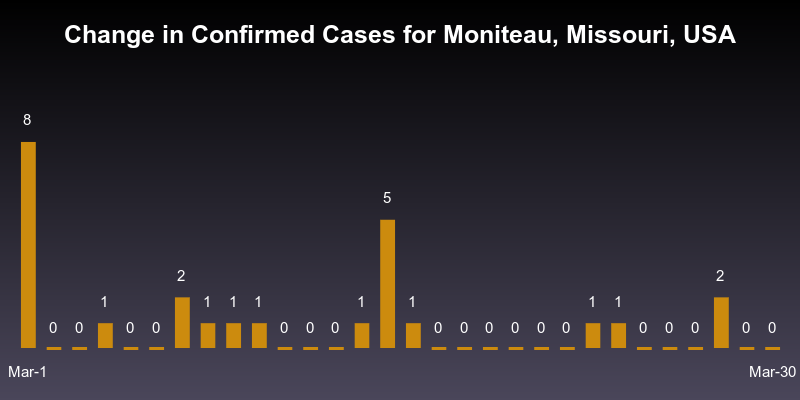 Change in Confirmed Cases for Moniteau, Missouri, USA
8 0 0 1 0 0 2 1 1 1 0 0 0 1 5 1 0 0 0 0 0 0 1 1 0 0 0 2 0 0
Mar-1 Mar-30